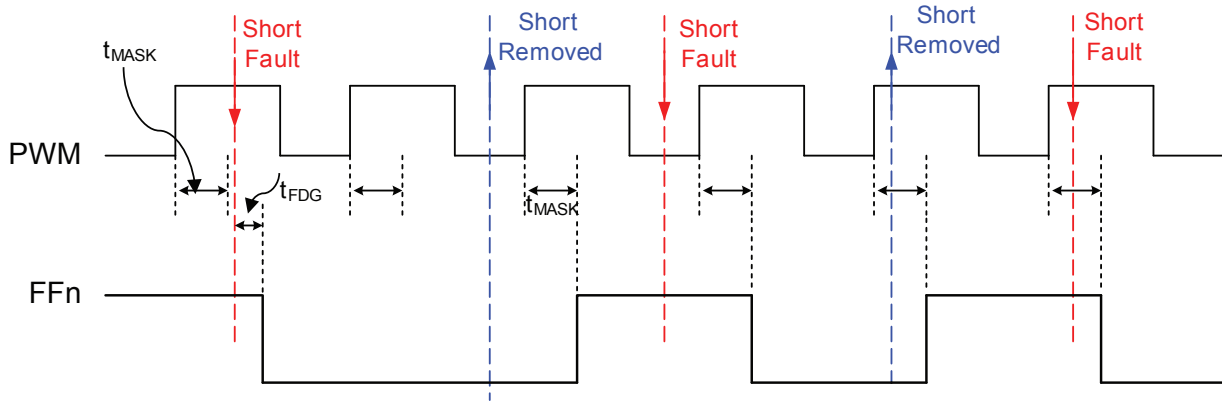 Short
Fault
Short
Removed
Short
Fault
Short
Removed
Short
Fault
tMASK
PWM
tFDG
tMASK
FFn